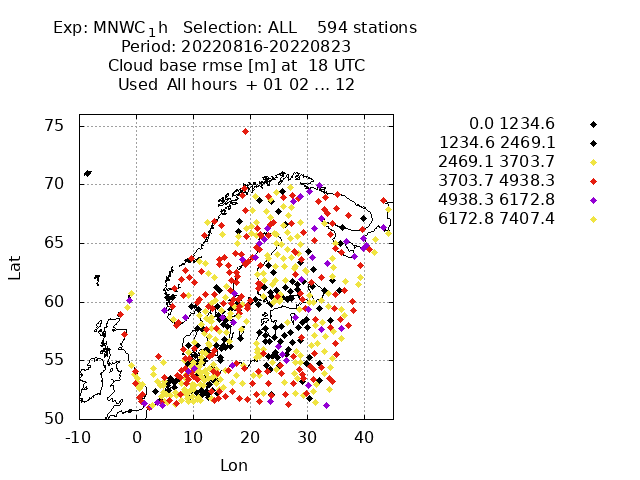 Exp: MNWC_1h   Selection: ALL    594 stations
Period: 20220816-20220823
Cloud base rmse [m] at  18 UTC
Used  All hours  + 01 02 ... 12
0.0 1234.6
1234.6 2469.1
2469.1 3703.7
3703.7 4938.3
4938.3 6172.8
6172.8 7407.4
75
70
65
60
55
50
Lat
-10 0 10 20 30 40
Lon